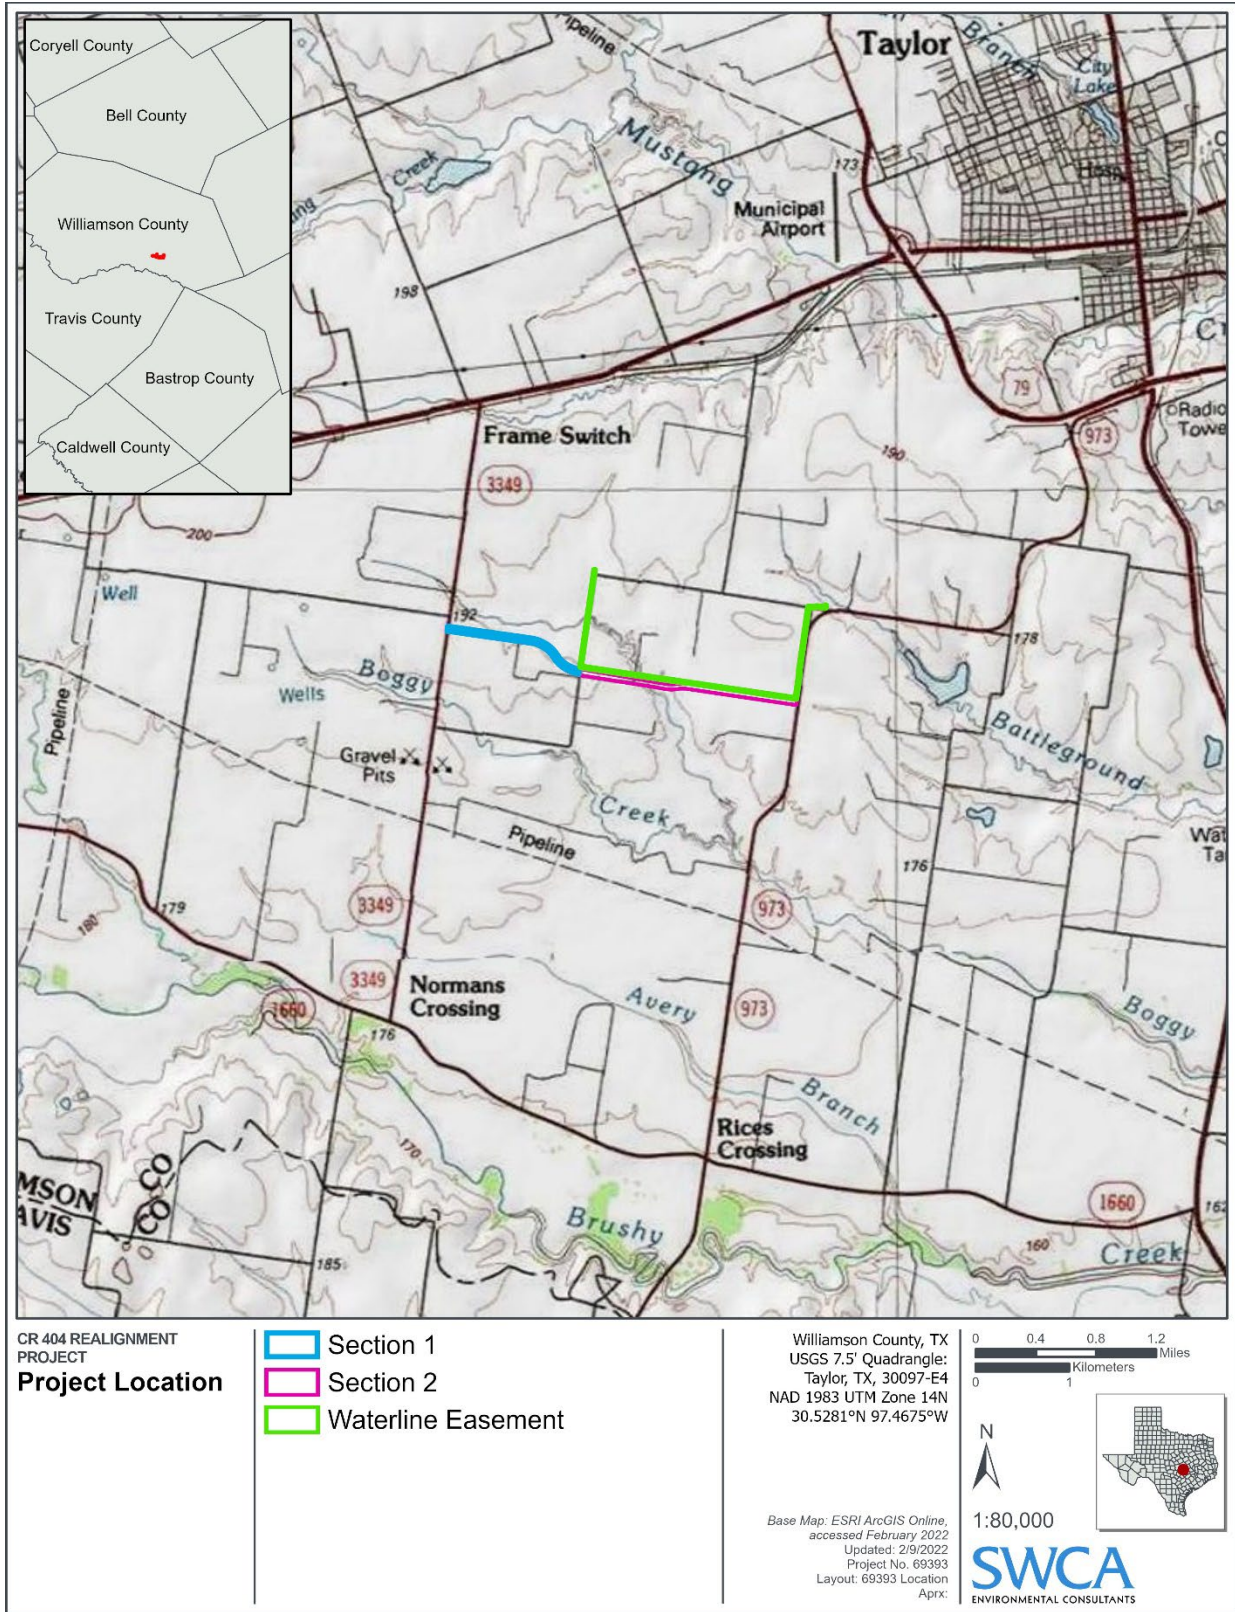 Coryell County
Bell County
Williamson County
Travis County
Bastrop County
Caldwell County
Pipeline
Taylor
Branch
City
Lake
Creek
Mustang
173
Hosp
Municipal
Airport
198
79
973
Radio
Frame Switch
3349
190
200
Well
192
178
Boggy
Wells
Pipeline
Gravel
Pits
Battleground
Creek
Pipeline
176
179
180
3349
973
3349
1660
Normans
Crossing
Avery
973
Boggy
176
Branch
Rices
Crossing
170
CO
CO
MSON
AVIS
1660
162
Brushy
185
160
Creek
CR 404 REALIGNMENT
PROJECT
Project Location
Section 1
Section 2
Waterline Easement
Williamson County, TX
USGS 7.5' Quadrangle:
Taylor, TX, 30097-E4
NAD 1983 UTM Zone 14N
30.5281°N 97.4675°W
Base Map: ESRI ArcGIS Online,
accessed February 2022
Updated: 2/9/2022
Project No. 69393
Layout: 69393 Location
Aprx:
0 0.4 0.8 1.2
Miles
Kilometers
0 1
N
1:80,000
SWCA
ENVIRONMENTAL CONSULTANTS